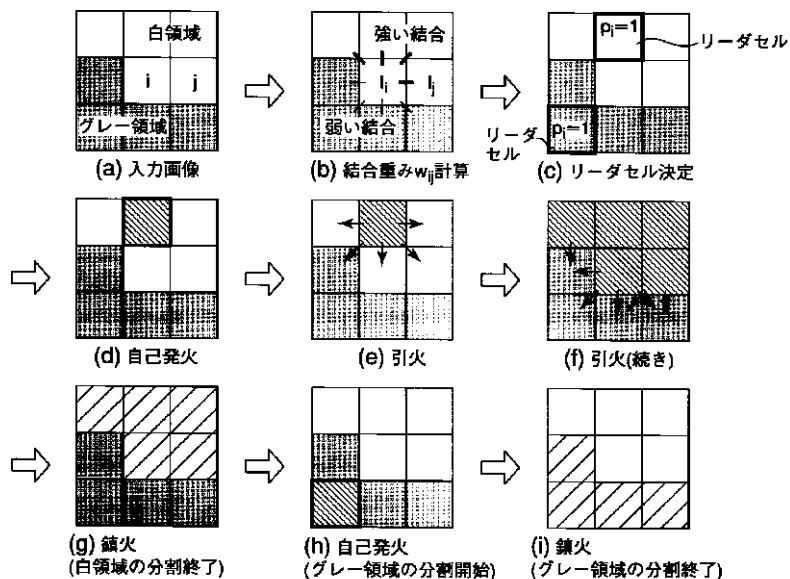 白領域
i
j
グレー領域
(a) 入力画像
強い結合
lᵢ
lⱼ
弱い結合
(b) 結合重みwᵢⱼ計算
pᵢ=1
リーダセル
pᵢ=1
リーダ
セル
(c) リーダセル決定
(d) 自己発火
(e) 引火
(f) 引火(続き)
(g) 鎮火
(白領域の分割終了)
(h) 自己発火
(グレー領域の分割開始)
(i) 鎮火
(グレー領域の分割終了)